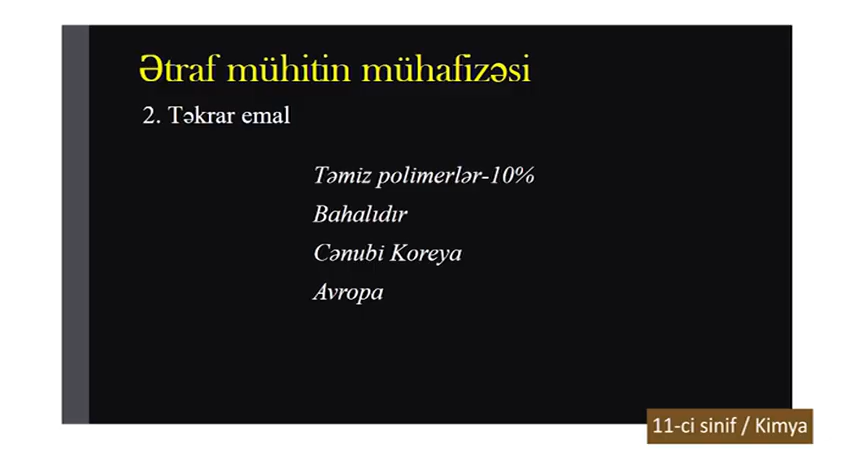 Ətraf mühitin mühafizəsi
2. Təkrar emal
Təmiz polimerlər-10%
Bahalıdır
Cənubi Koreya
Avropa
11-ci sinif / Kimya